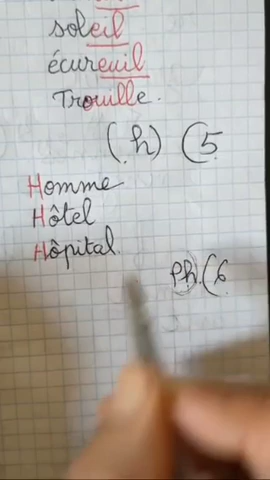 soleil
écureuil
Trouille.
(h) (5
Homme
Hôtel
Hôpital
Ph. (6